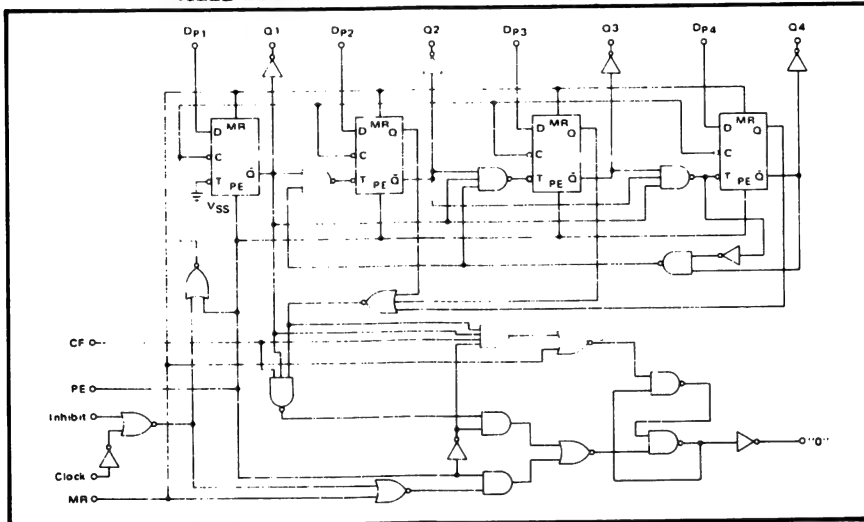 DP1 Q1 DP2 Q2 DP3 Q3 DP4 Q4
MR MR MR MR
D D Q D D Q
C C C C
T Q̄ T Q̄ T Q̄ T Q̄
PE PE PE PE
VSS
CF
PE
Inhibit
Clock
MR
"0"